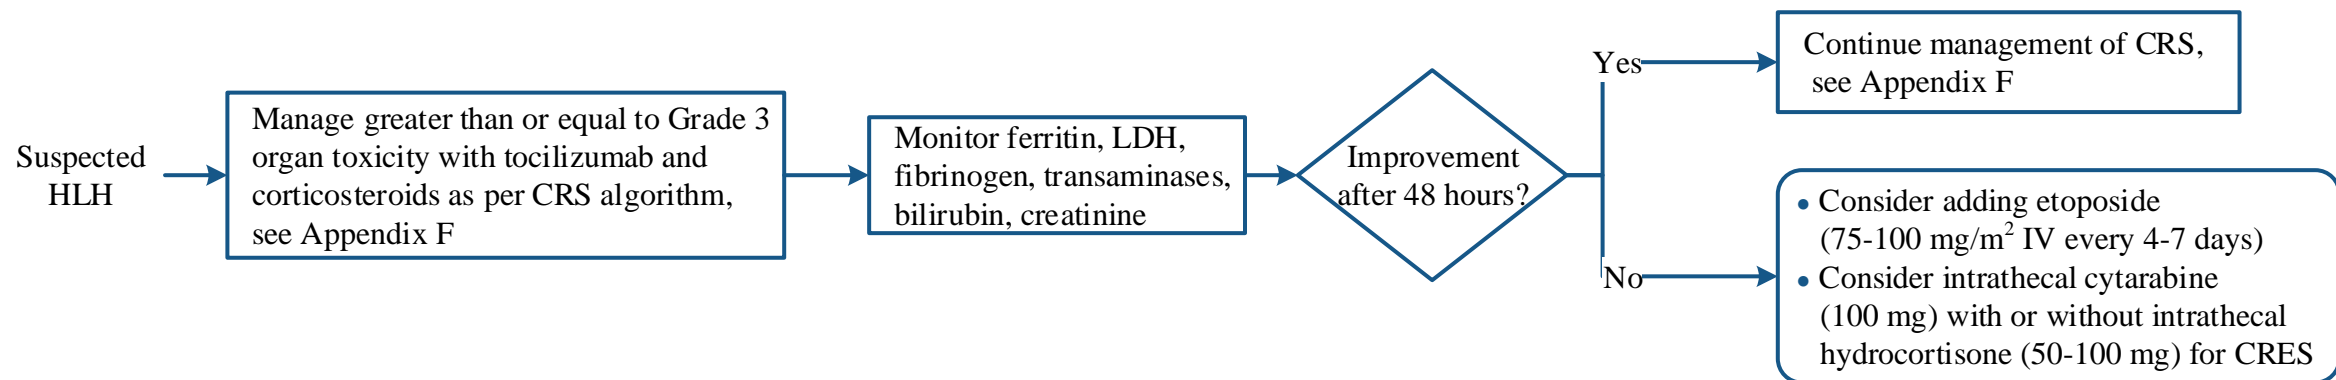 Suspected
HLH
Manage greater than or equal to Grade 3
organ toxicity with tocilizumab and
corticosteroids as per CRS algorithm,
see Appendix F
Monitor ferritin, LDH,
fibrinogen, transaminases,
bilirubin, creatinine
Improvement
after 48 hours?
Yes
Continue management of CRS,
see Appendix F
No
• Consider adding etoposide
(75-100 mg/m² IV every 4-7 days)
• Consider intrathecal cytarabine
(100 mg) with or without intrathecal
hydrocortisone (50-100 mg) for CRES